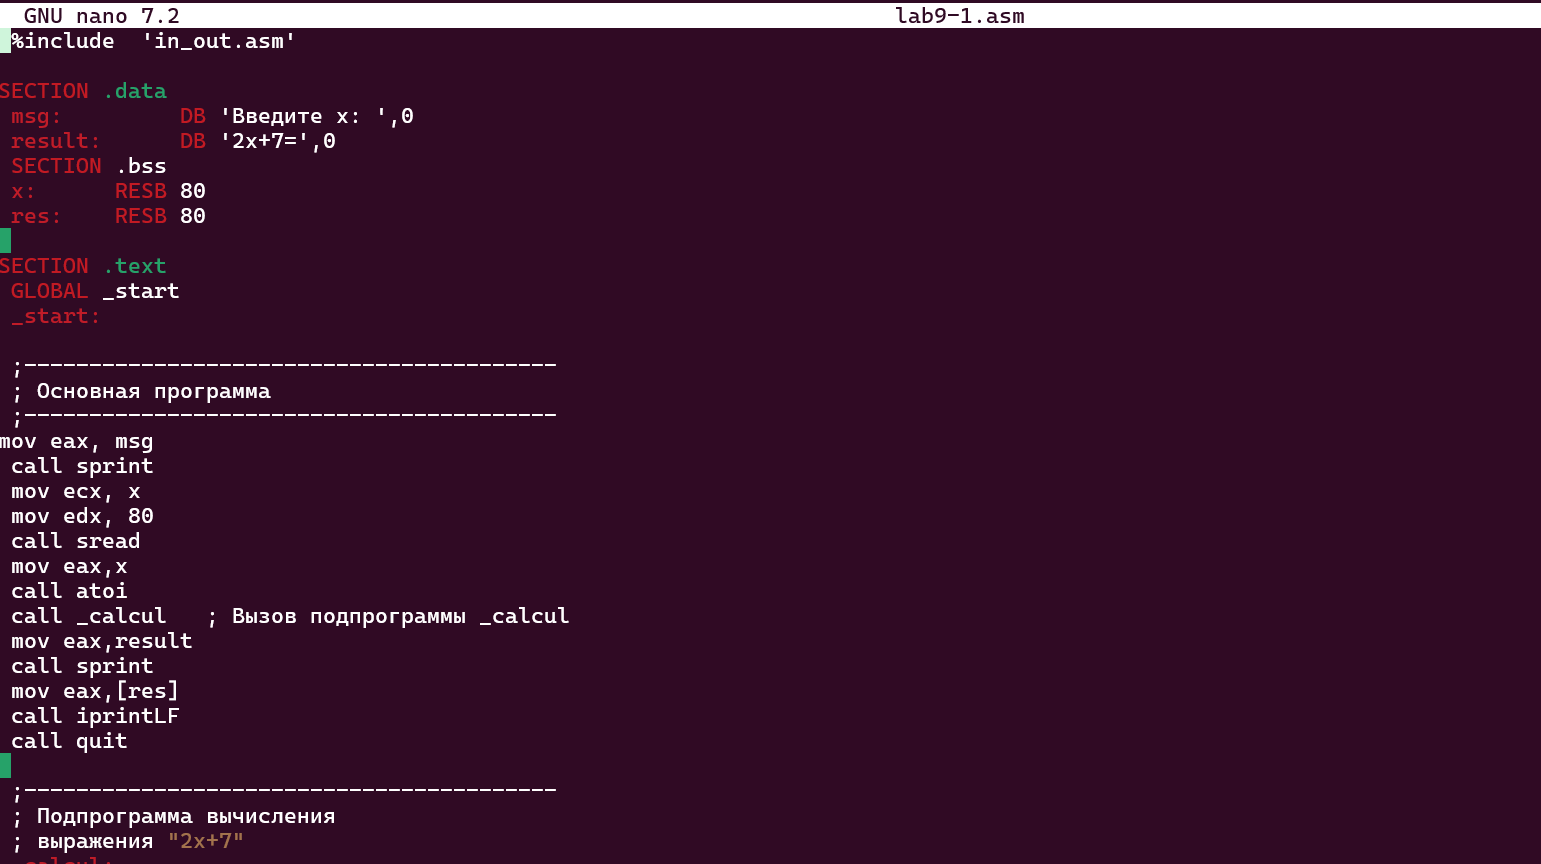 GNU nano 7.2 lab9-1.asm
%include 'in_out.asm'
SECTION .data
msg: DB 'Введите x: ',0
result: DB '2x+7=',0
SECTION .bss
x: RESB 80
res: RESB 80
SECTION .text
GLOBAL _start
_start:
;-----------------------------------------
; Основная программа
;-----------------------------------------
mov eax, msg
call sprint
mov ecx, x
mov edx, 80
call sread
mov eax,x
call atoi
call _calcul ; Вызов подпрограммы _calcul
mov eax,result
call sprint
mov eax,[res]
call iprintLF
call quit
;-----------------------------------------
; Подпрограмма вычисления
; выражения "2x+7"